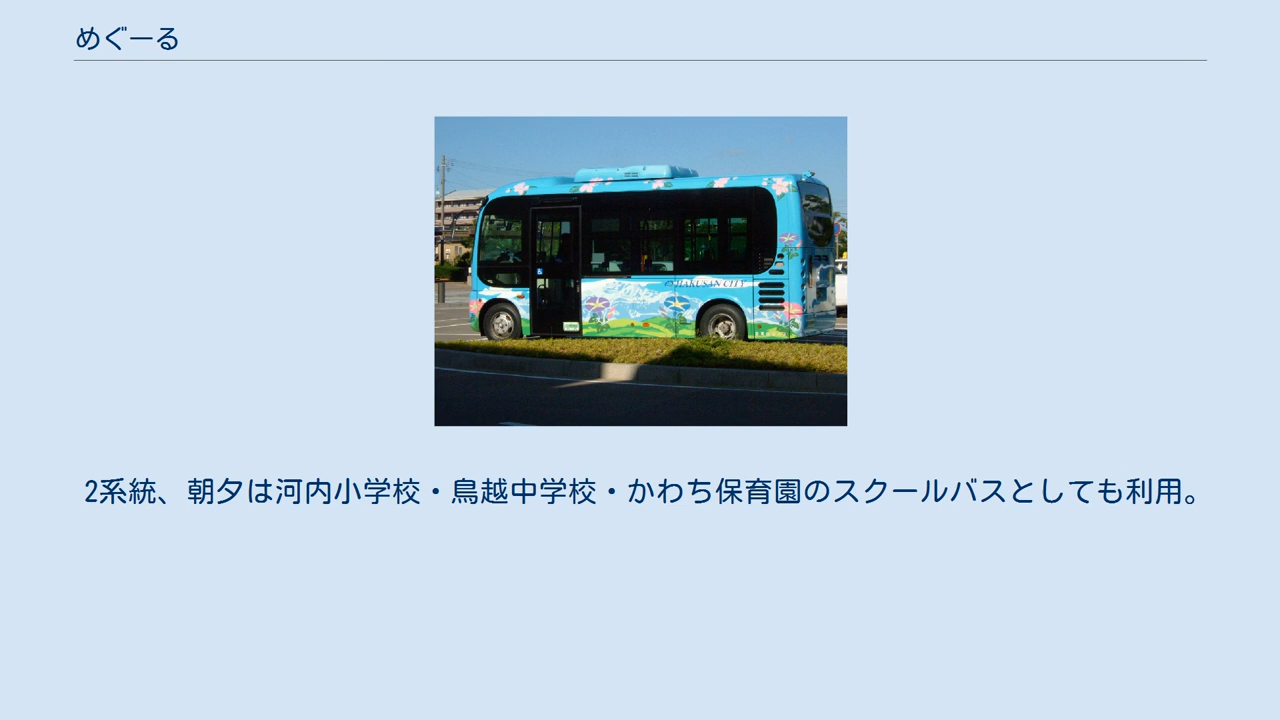 めぐーる
HAKUSAN CITY
2系統、朝夕は河内小学校・鳥越中学校・かわち保育園のスクールバスとしても利用。